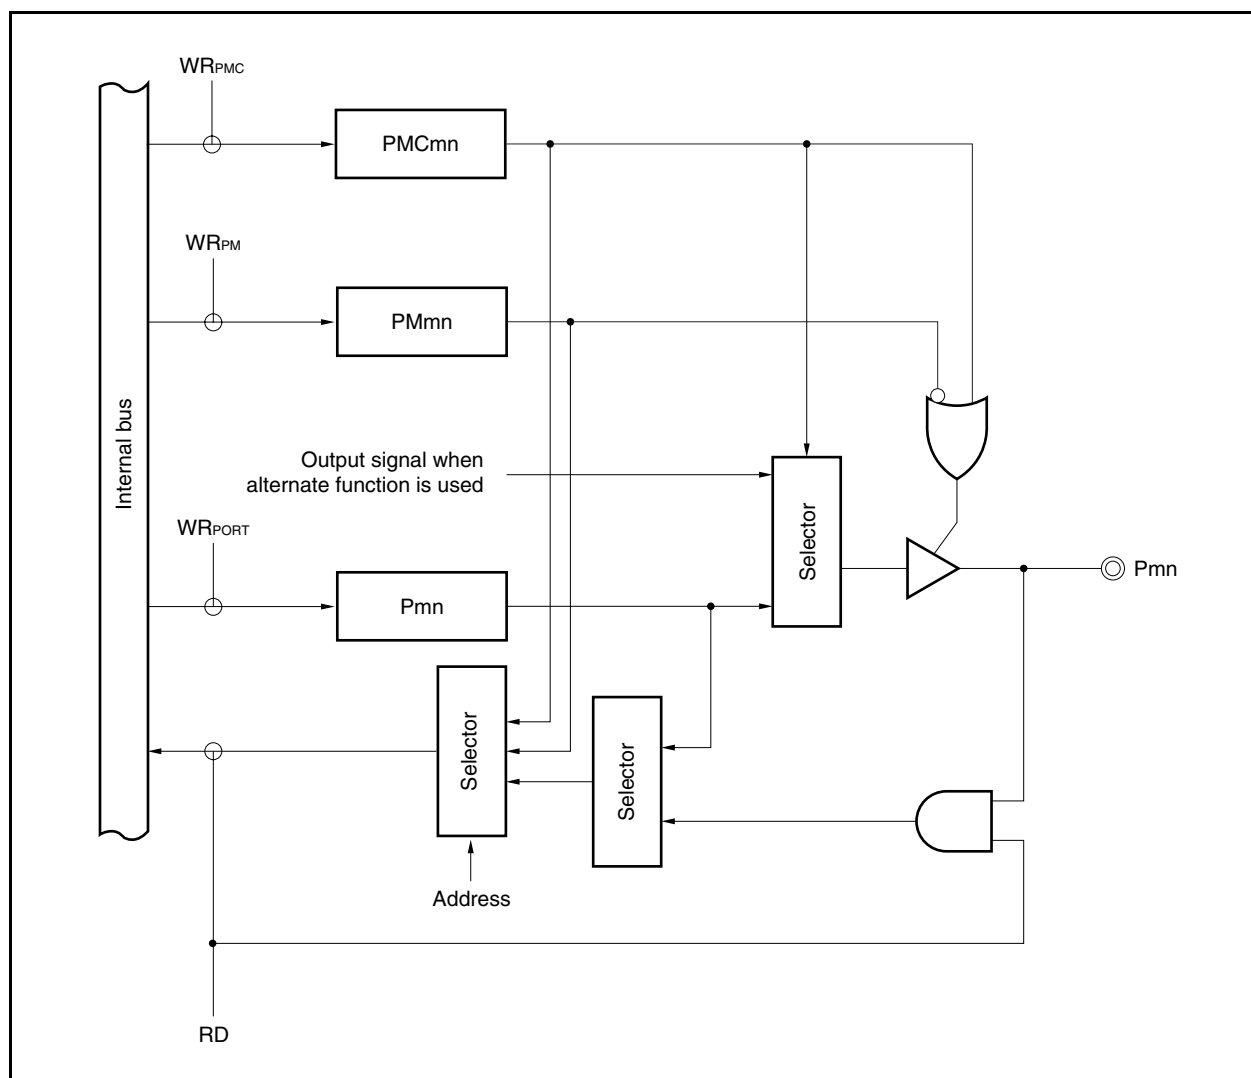 WRPMC
PMCmn
WRPM
PMmn
Internal bus
Output signal when
alternate function is used
Selector
WRPORT
Pmn
Pmn
Selector
Selector
Address
RD